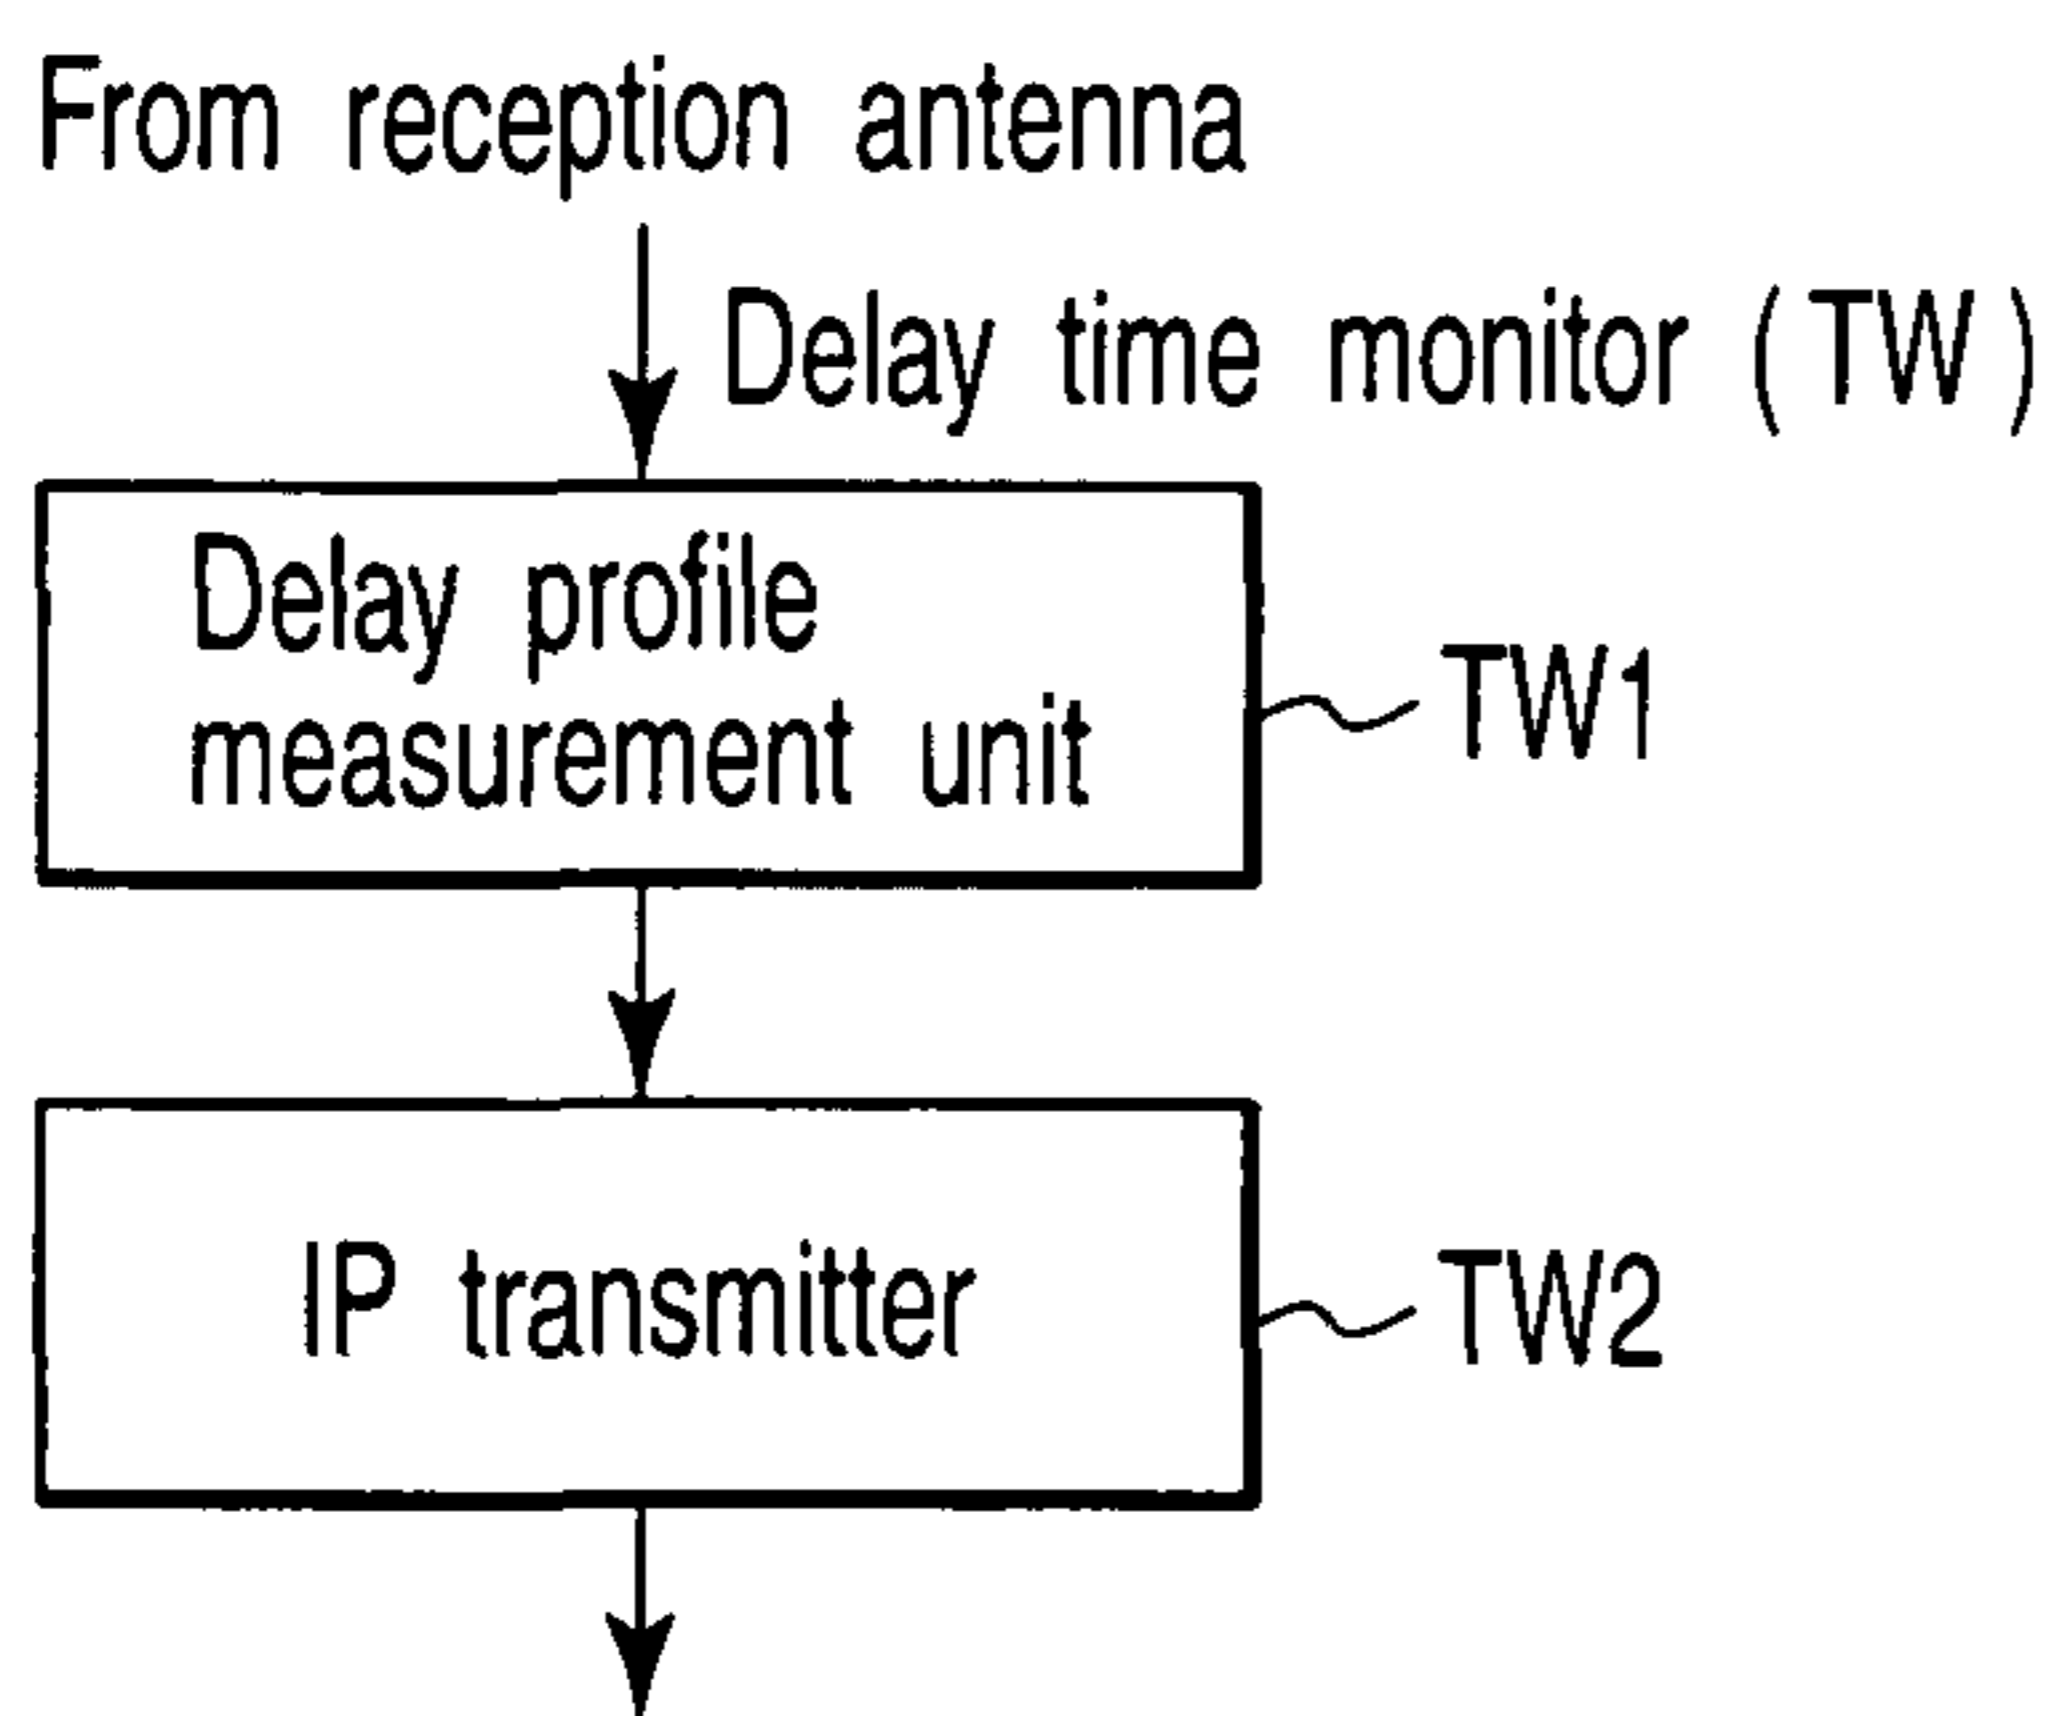 From reception antenna
Delay time monitor (TW)
Delay profile
measurement unit
TW1
IP transmitter
TW2